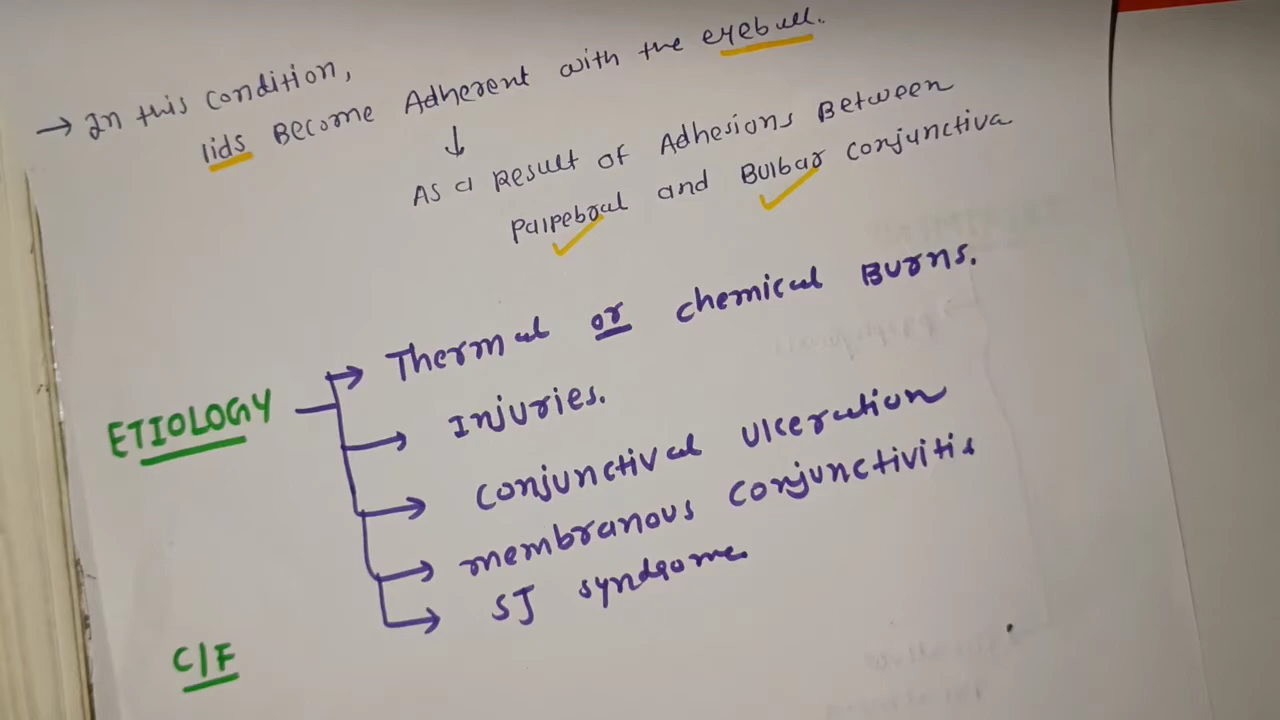 → In this condition,
lids Become Adherent with the eyeball.
↓
As a Result of Adhesions Between
palpebral and Bulbar conjunctiva
ETIOLOGY
→ Thermal or chemical Burns.
→ Injuries.
→ conjunctival ulceration
→ membranous conjunctivitis
→ SJ syndrome
C/F